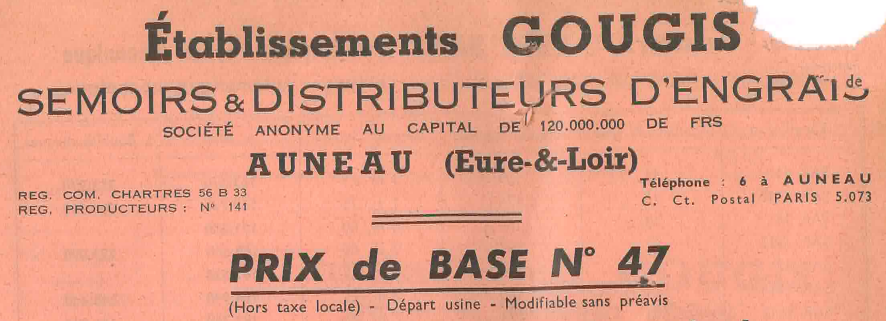 Établissements GOUGIS
SEMOIRS & DISTRIBUTEURS D'ENGRAIS
de
SOCIÉTÉ ANONYME AU CAPITAL DE 120.000.000 DE FRS
AUNEAU (Eure-&-Loir)
REG. COM. CHARTRES 56 B 33
REG. PRODUCTEURS : N° 141
Téléphone : 6 à AUNEAU
C. Ct. Postal PARIS 5.073
PRIX de BASE N° 47
(Hors taxe locale) - Départ usine - Modifiable sans préavis